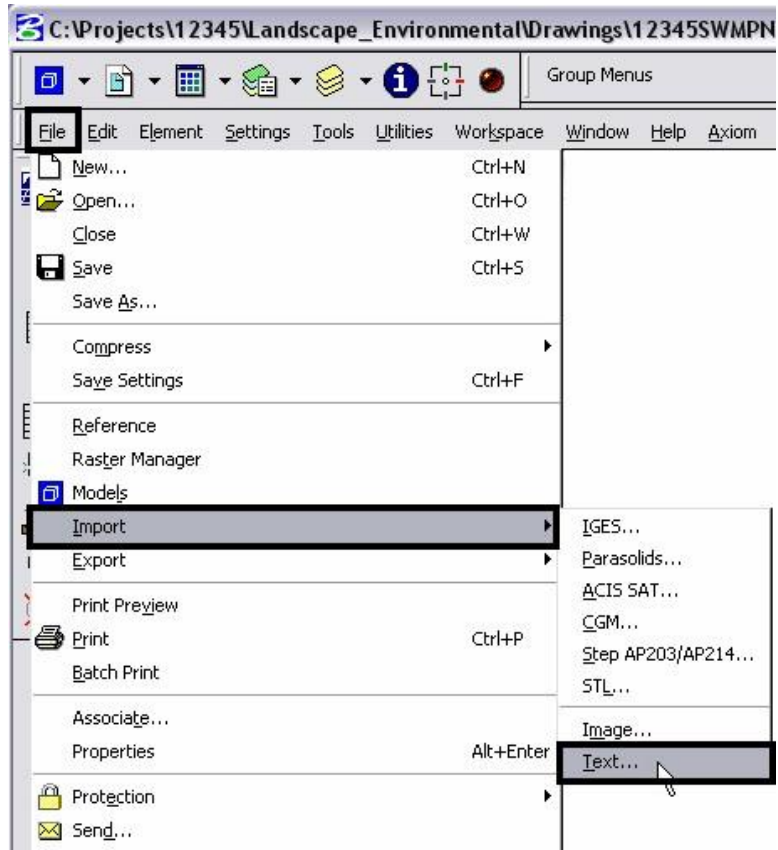 C:\Projects\12345\Landscape_Environmental\Drawings\12345SWMPN
Group Menus
File Edit Element Settings Tools Utilities Workspace Window Help Axiom
New... Ctrl+N
Open... Ctrl+O
Close Ctrl+W
Save Ctrl+S
Save As...
Compress
Save Settings Ctrl+F
Reference
Raster Manager
Models
Import
Export
Print Preview
Print Ctrl+P
Batch Print
Associate...
Properties Alt+Enter
Protection
Send...
IGES...
Parasolids...
ACIS SAT...
CGM...
Step AP203/AP214...
STL...
Image...
Text...